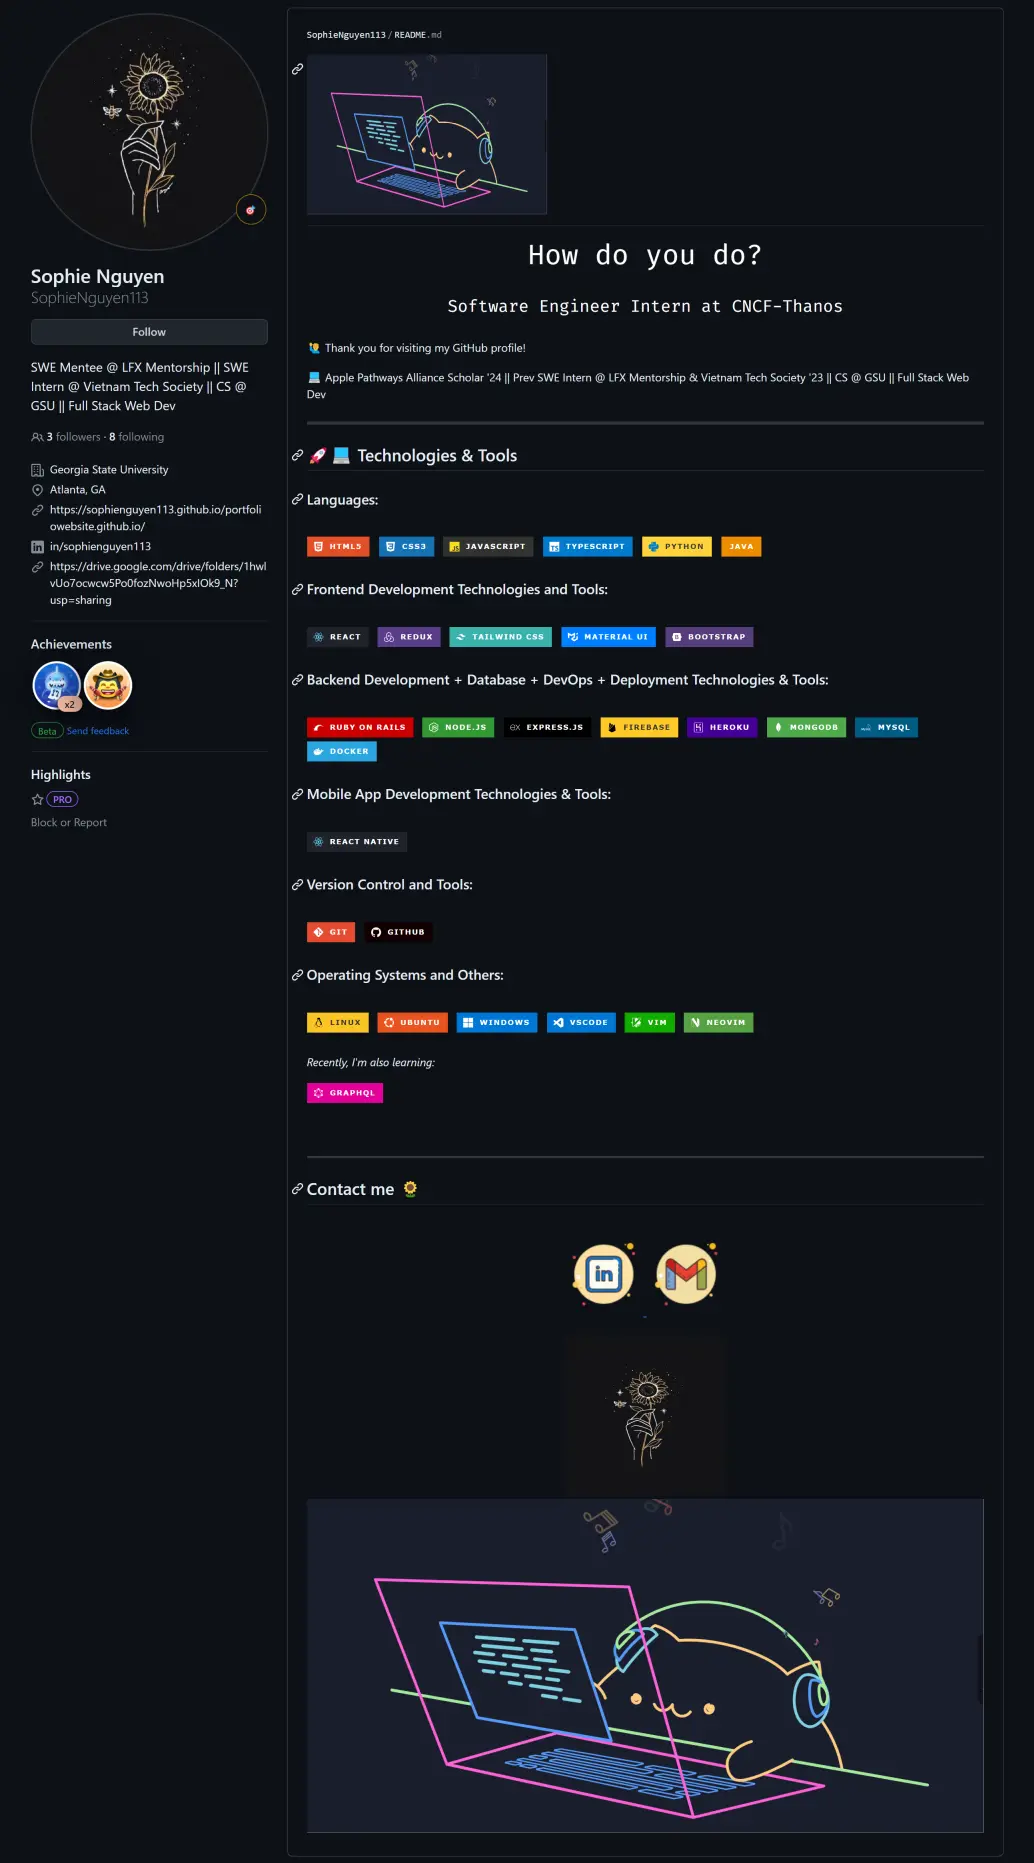 Sophie Nguyen
SophieNguyen113
Follow
SWE Mentee @ LFX Mentorship || SWE
Intern @ Vietnam Tech Society || CS @
GSU || Full Stack Web Dev
3 followers · 8 following
Georgia State University
Atlanta, GA
https://sophienguyen113.github.io/portfoli
owebsite.github.io/
in/sophienguyen113
https://drive.google.com/drive/folders/1hwl
vUo7ocwcw5Po0fozNwoHp5xIOk9_N?
usp=sharing
Achievements
x2
Beta Send feedback
Highlights
PRO
Block or Report
SophieNguyen113 / README.md
How do you do?
Software Engineer Intern at CNCF-Thanos
Thank you for visiting my GitHub profile!
Apple Pathways Alliance Scholar '24 || Prev SWE Intern @ LFX Mentorship & Vietnam Tech Society '23 || CS @ GSU || Full Stack Web
Dev
Technologies & Tools
Languages:
HTML5 CSS3 JAVASCRIPT TYPESCRIPT PYTHON JAVA
Frontend Development Technologies and Tools:
REACT REDUX TAILWIND CSS MATERIAL UI BOOTSTRAP
Backend Development + Database + DevOps + Deployment Technologies & Tools:
RUBY ON RAILS NODE.JS EX EXPRESS.JS FIREBASE HEROKU MONGODB MYSQL
DOCKER
Mobile App Development Technologies & Tools:
REACT NATIVE
Version Control and Tools:
GIT GITHUB
Operating Systems and Others:
LINUX UBUNTU WINDOWS VSCODE VIM NEOVIM
Recently, I'm also learning:
GRAPHQL
Contact me
in